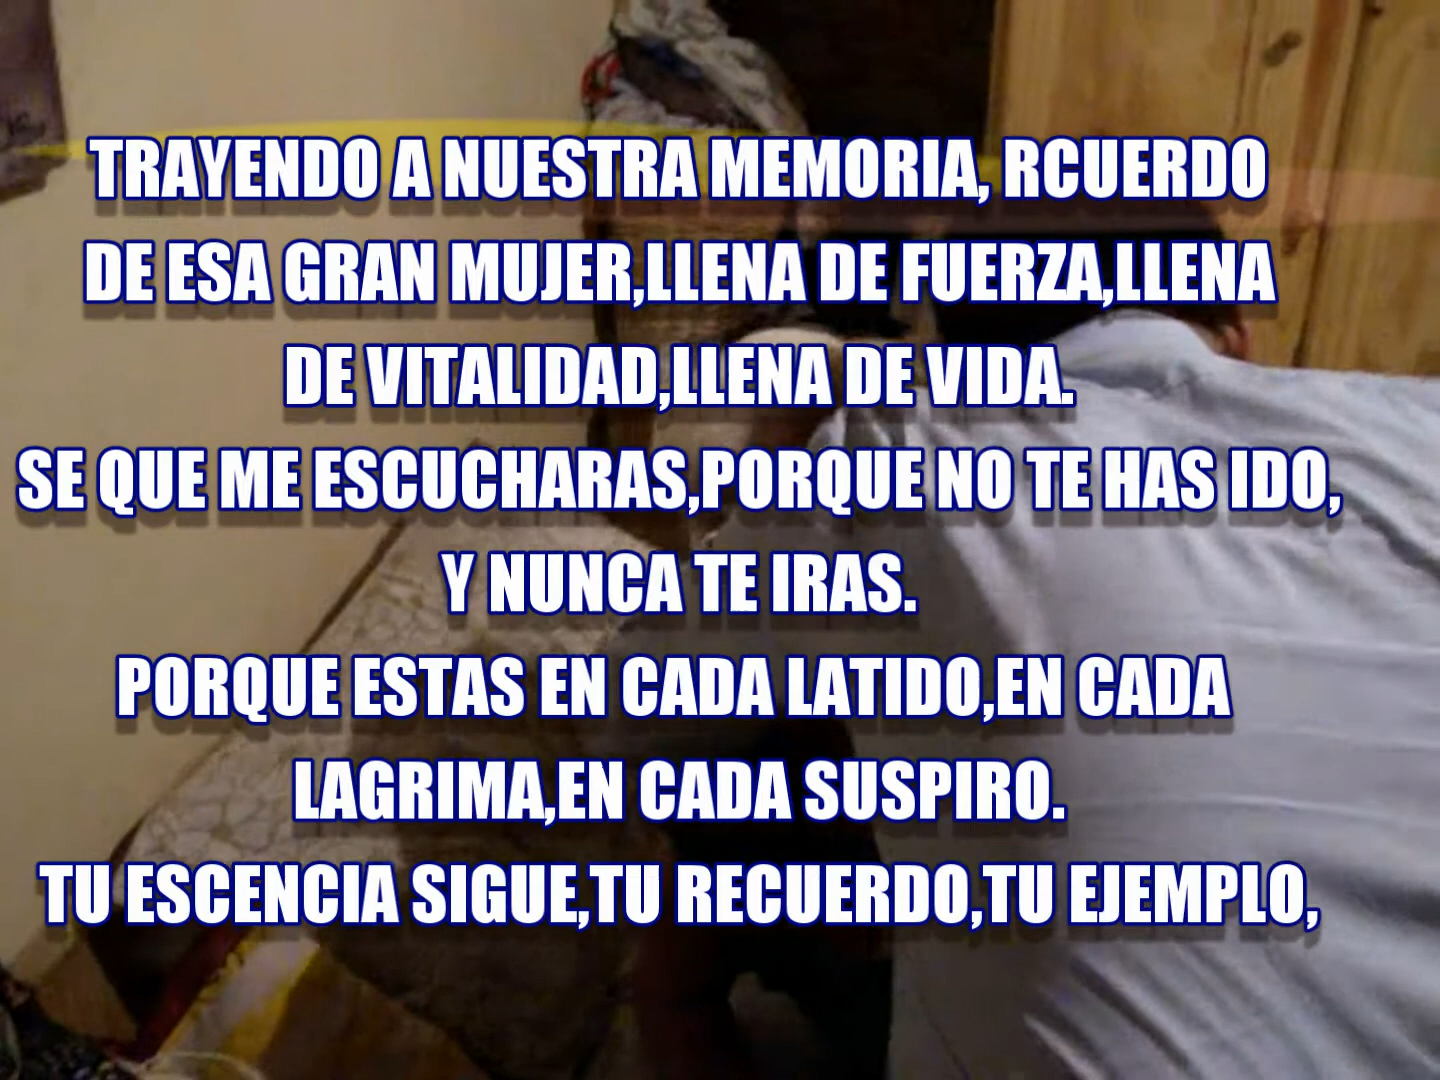 TRAYENDO A NUESTRA MEMORIA, RCUERDO
DE ESA GRAN MUJER,LLENA DE FUERZA,LLENA
DE VITALIDAD,LLENA DE VIDA.
SE QUE ME ESCUCHARAS,PORQUE NO TE HAS IDO,
Y NUNCA TE IRAS.
PORQUE ESTAS EN CADA LATIDO,EN CADA
LAGRIMA,EN CADA SUSPIRO.
TU ESCENCIA SIGUE,TU RECUERDO,TU EJEMPLO,